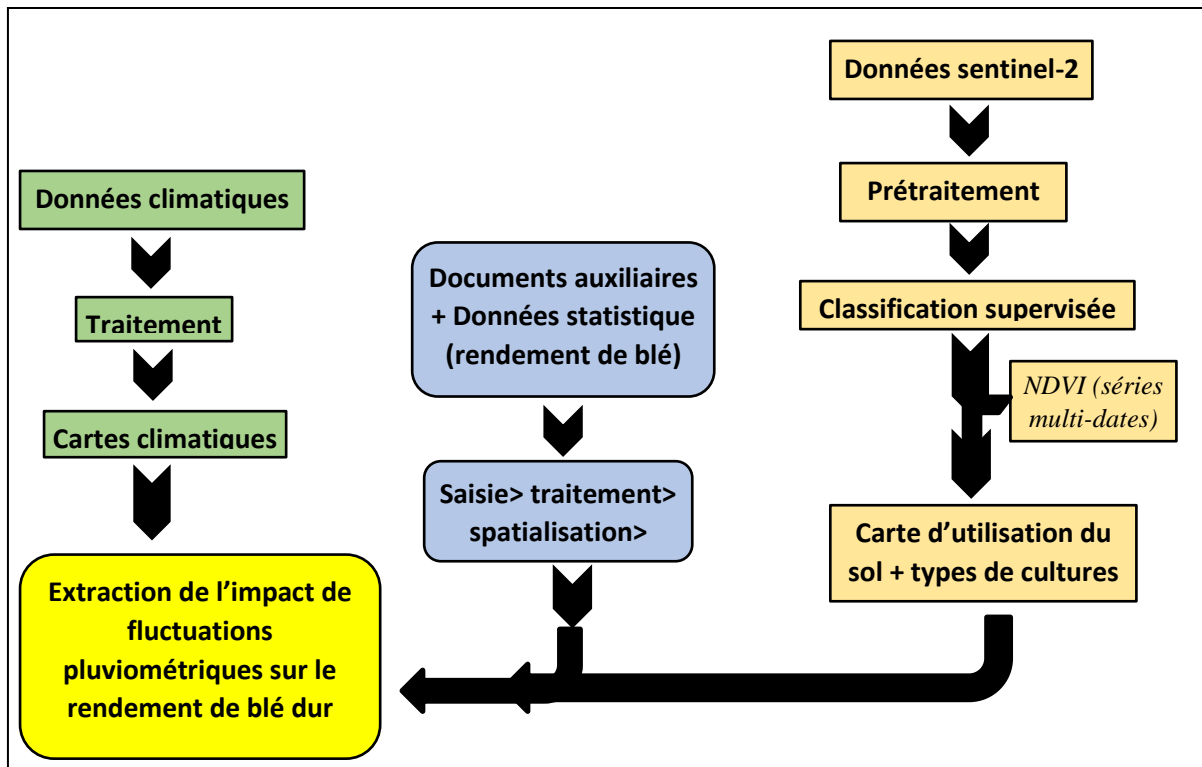 Données climatiques
Traitement
Cartes climatiques
Extraction de l’impact de
fluctuations
pluviométriques sur le
rendement de blé dur
Documents auxiliaires
+ Données statistique
(rendement de blé)
Saisie> traitement>
spatialisation>
Données sentinel-2
Prétraitement
Classification supervisée
NDVI (séries
multi-dates)
Carte d’utilisation du
sol + types de cultures